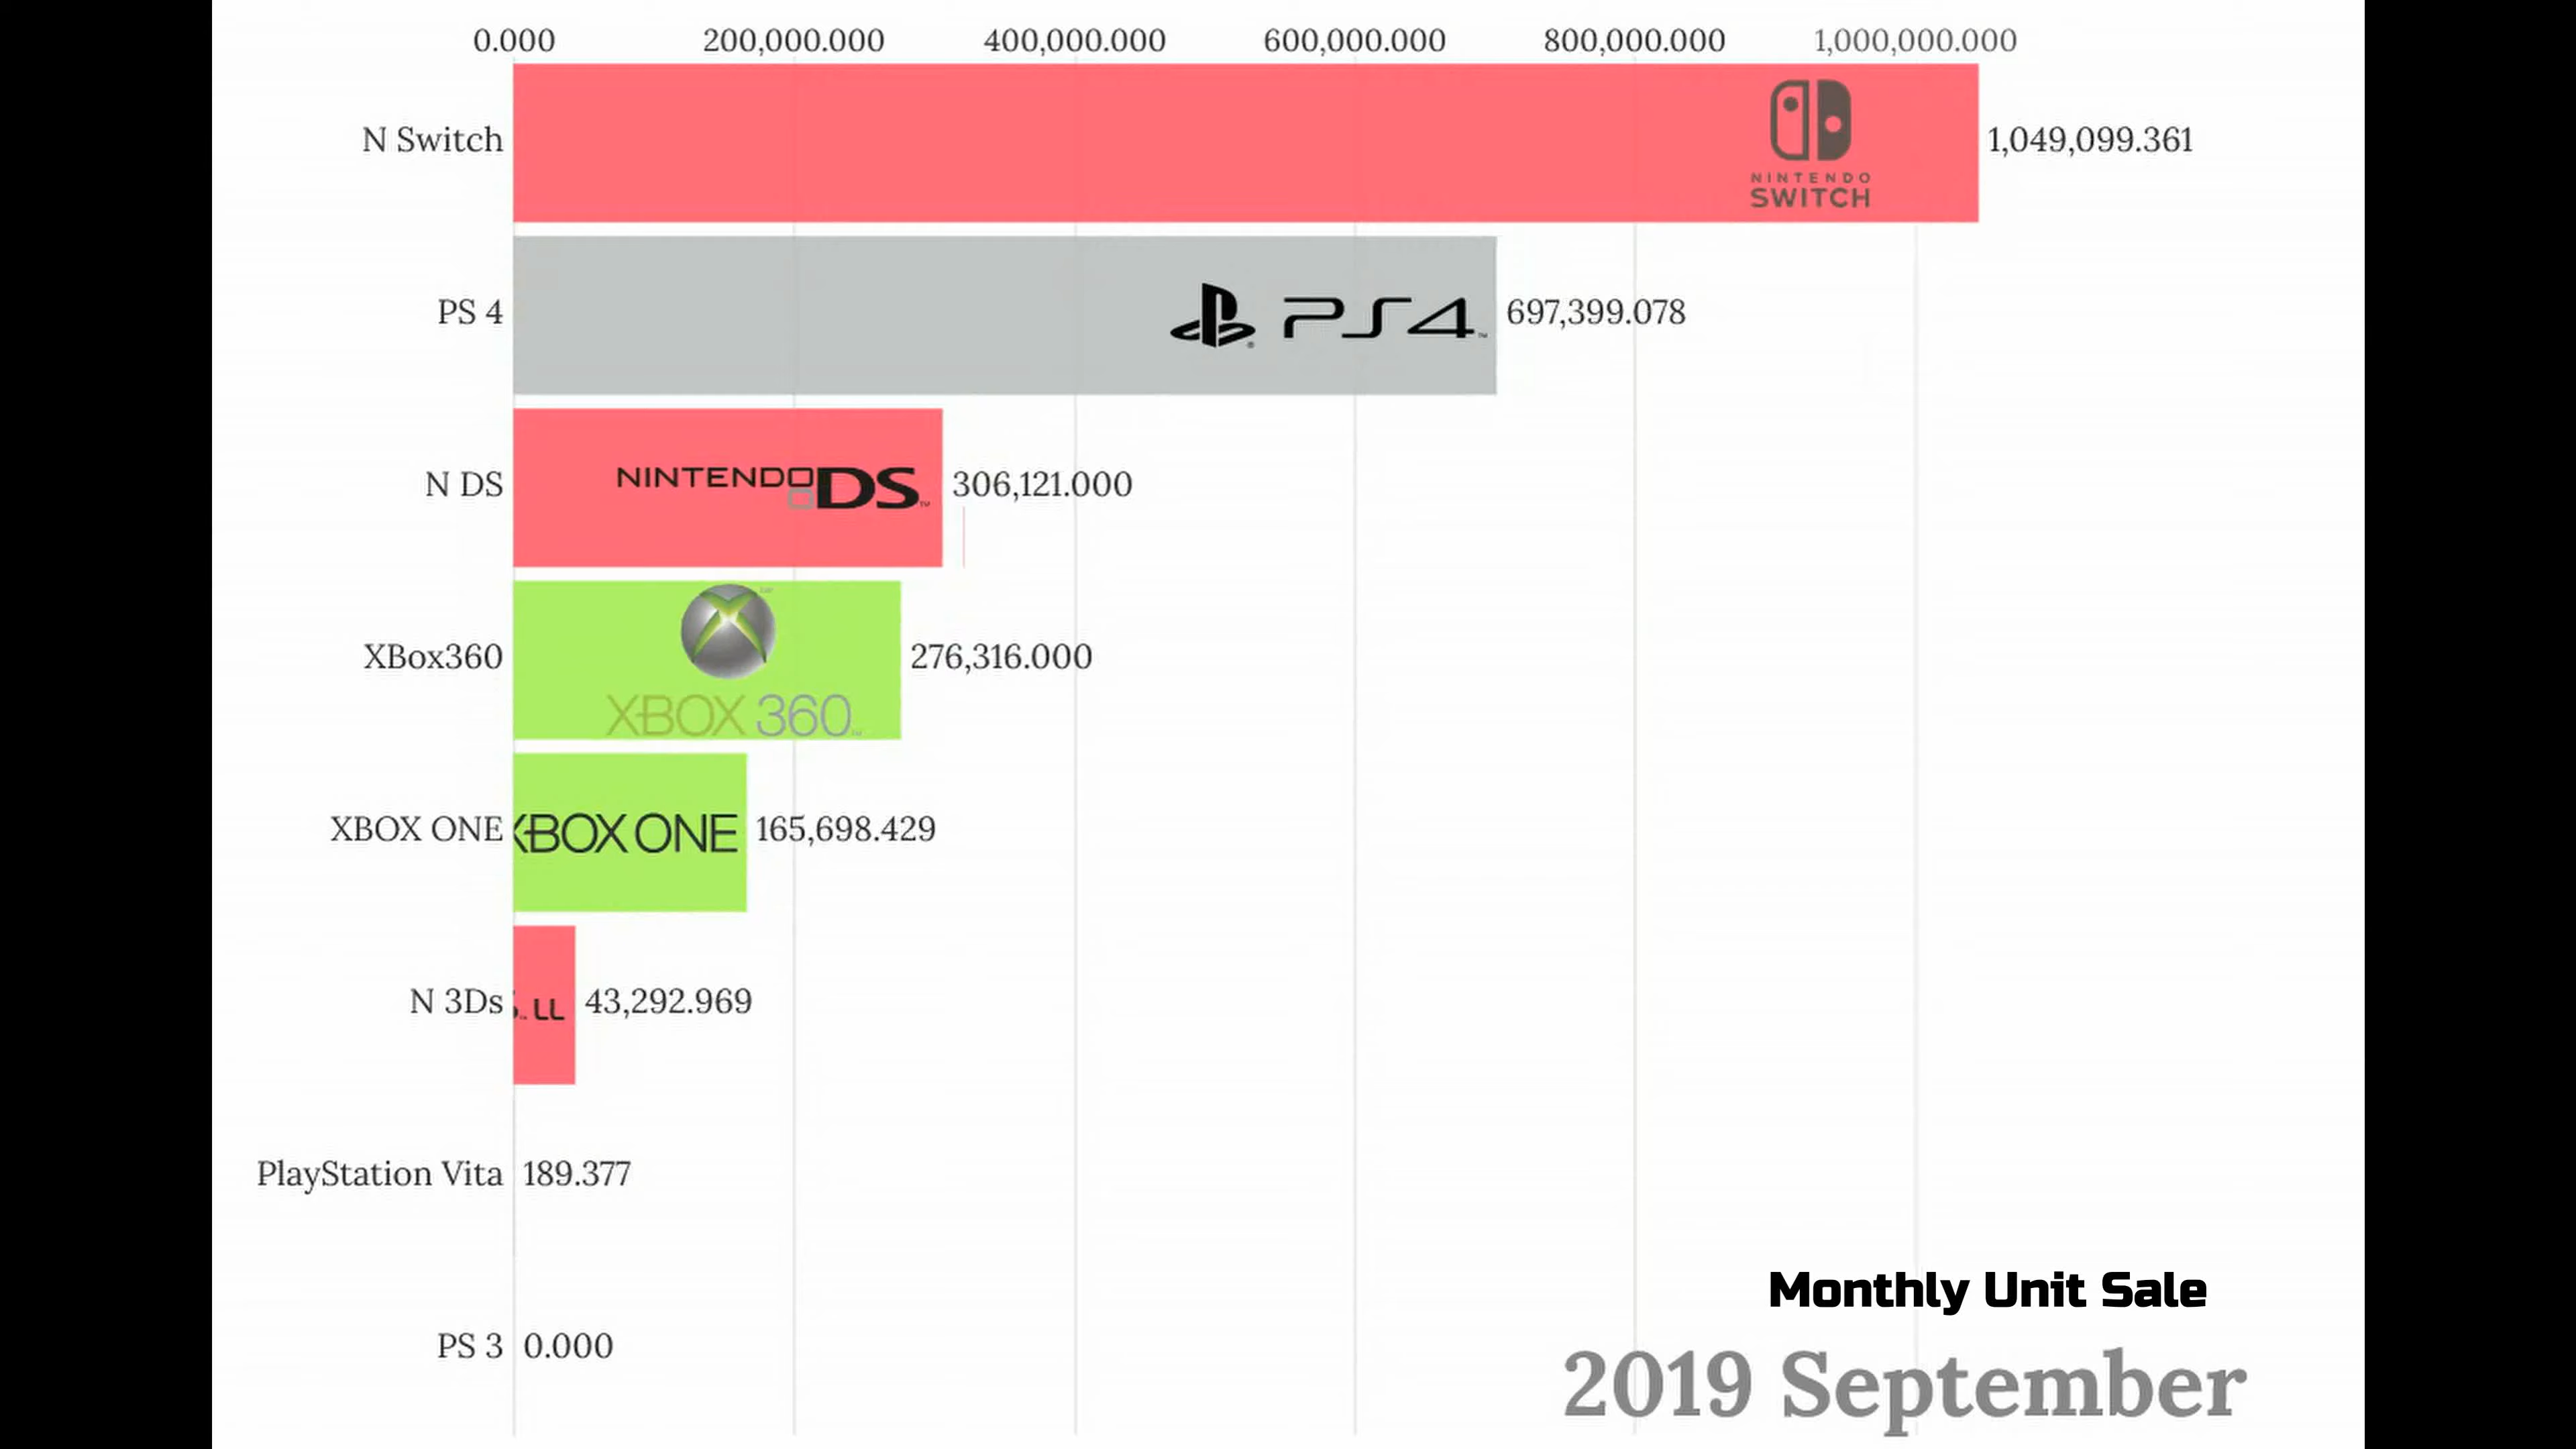 0.000 200,000.000 400,000.000 600,000.000 800,000.000 1,000,000.000
N Switch NINTENDO SWITCH 1,049,099.361
PS 4 PS4 697,399.078
N DS NINTENDO DS 306,121.000
XBox360 XBOX 360 276,316.000
XBOX ONE XBOX ONE 165,698.429
N 3Ds LL 43,292.969
PlayStation Vita 189.377
PS 3 0.000
Monthly Unit Sale
2019 September